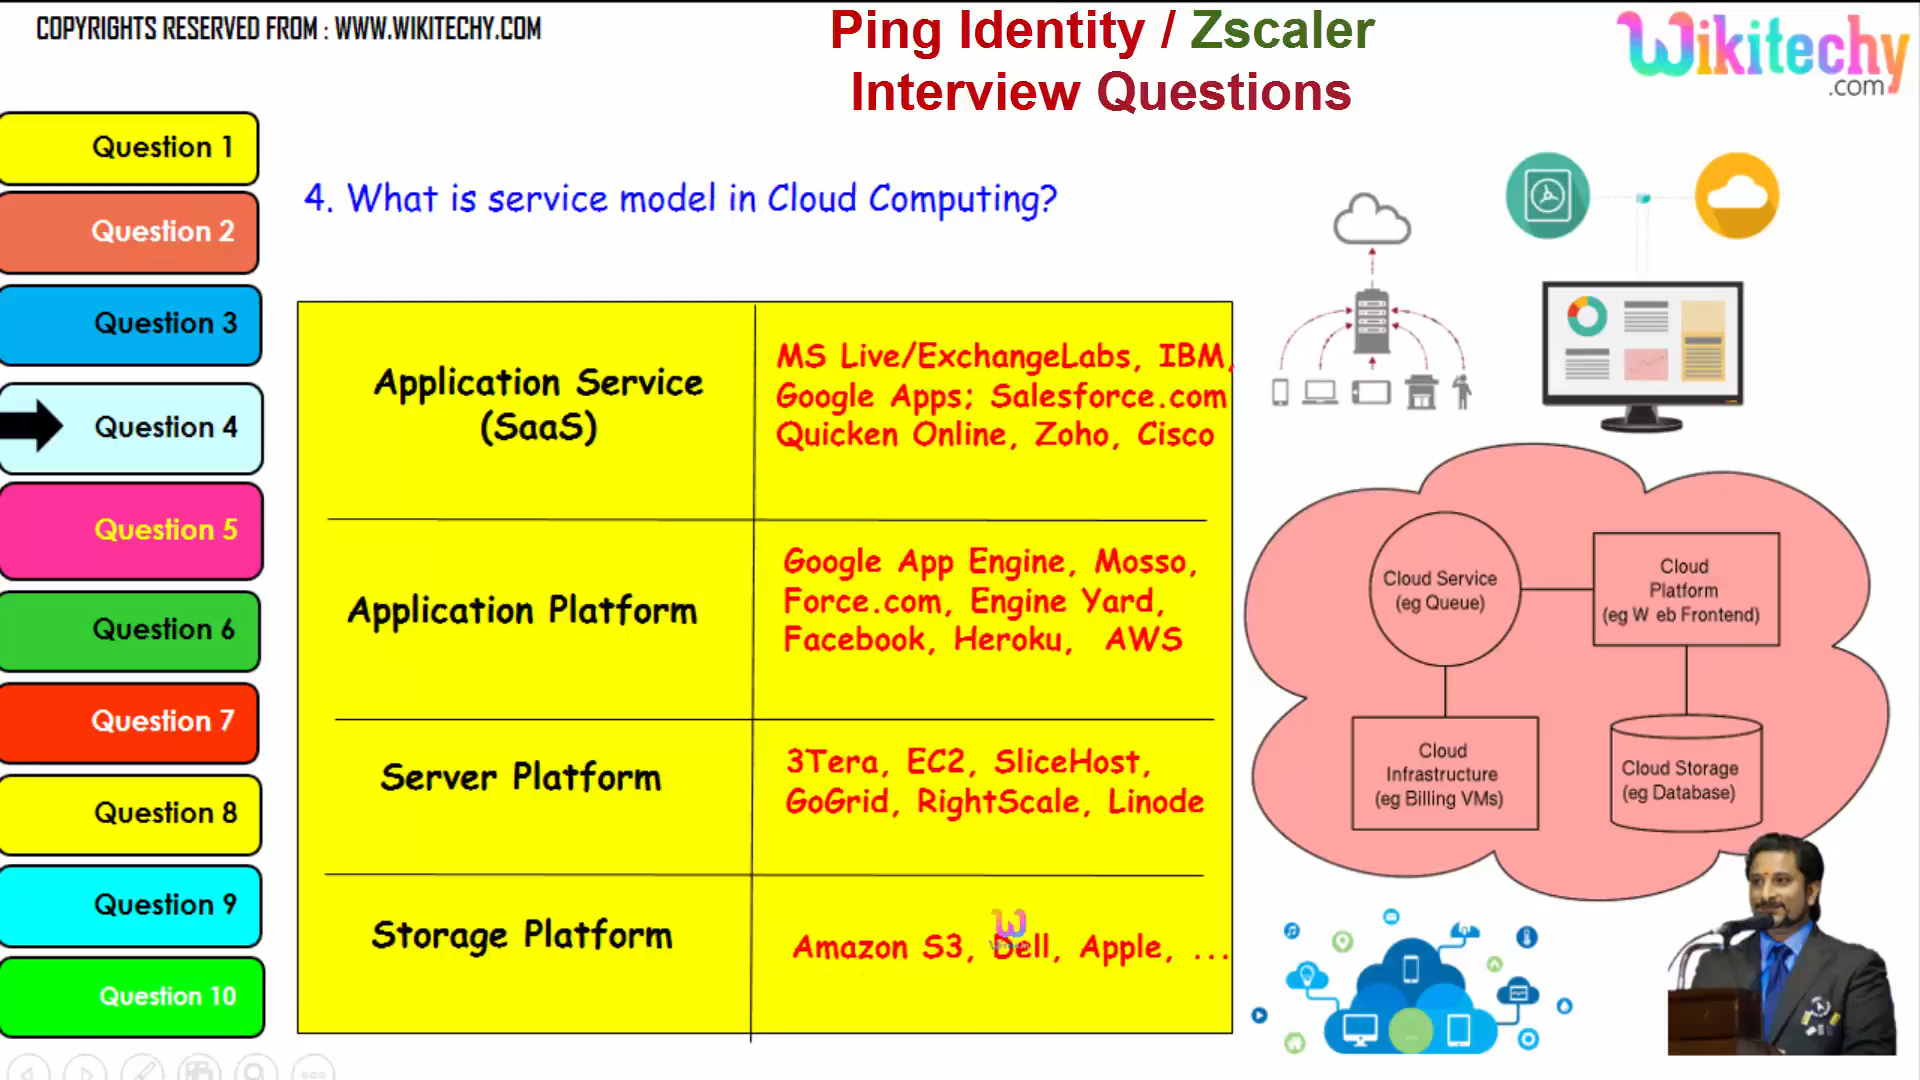 COPYRIGHTS RESERVED FROM : WWW.WIKITECHY.COM
Ping Identity / Zscaler
Interview Questions
Wikitechy
.com
Question 1
Question 2
Question 3
Question 4
Question 5
Question 6
Question 7
Question 8
Question 9
Question 10
4. What is service model in Cloud Computing?
Application Service
(SaaS)
MS Live/ExchangeLabs, IBM,
Google Apps; Salesforce.com
Quicken Online, Zoho, Cisco
Application Platform
Google App Engine, Mosso,
Force.com, Engine Yard,
Facebook, Heroku, AWS
Server Platform
3Tera, EC2, SliceHost,
GoGrid, RightScale, Linode
Storage Platform
Amazon S3, Dell, Apple, ...
Cloud Service
(eg Queue)
Cloud
Platform
(eg W eb Frontend)
Cloud
Infrastructure
(eg Billing VMs)
Cloud Storage
(eg Database)